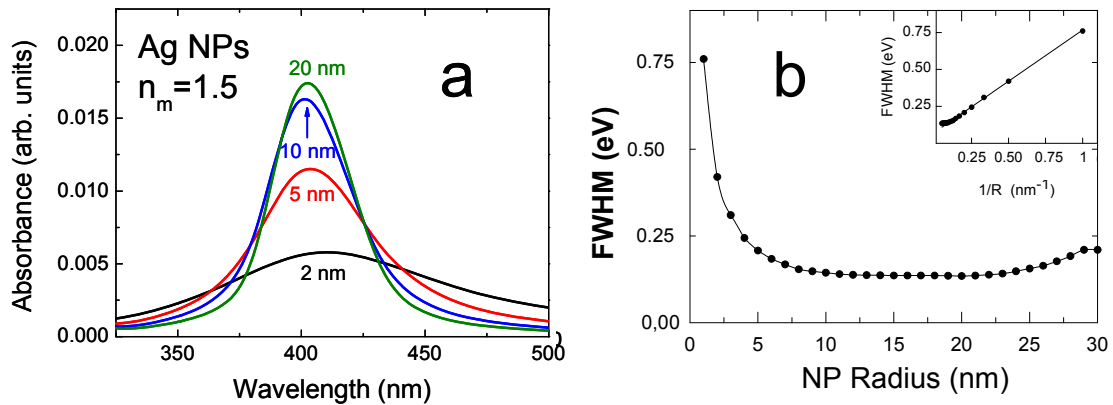 Ag NPs
n_m=1.5
a
20 nm
10 nm
5 nm
2 nm
0.020
0.015
0.010
0.005
0.000
350
400
450
500
Absorbance (arb. units)
Wavelength (nm)
b
0.75
0.50
0.25
0,00
0
5
10
15
20
25
30
FWHM (eV)
NP Radius (nm)
0.75
0.50
0.25
0.25
0.50
0.75
1
FWHM (eV)
1/R (nm⁻¹)